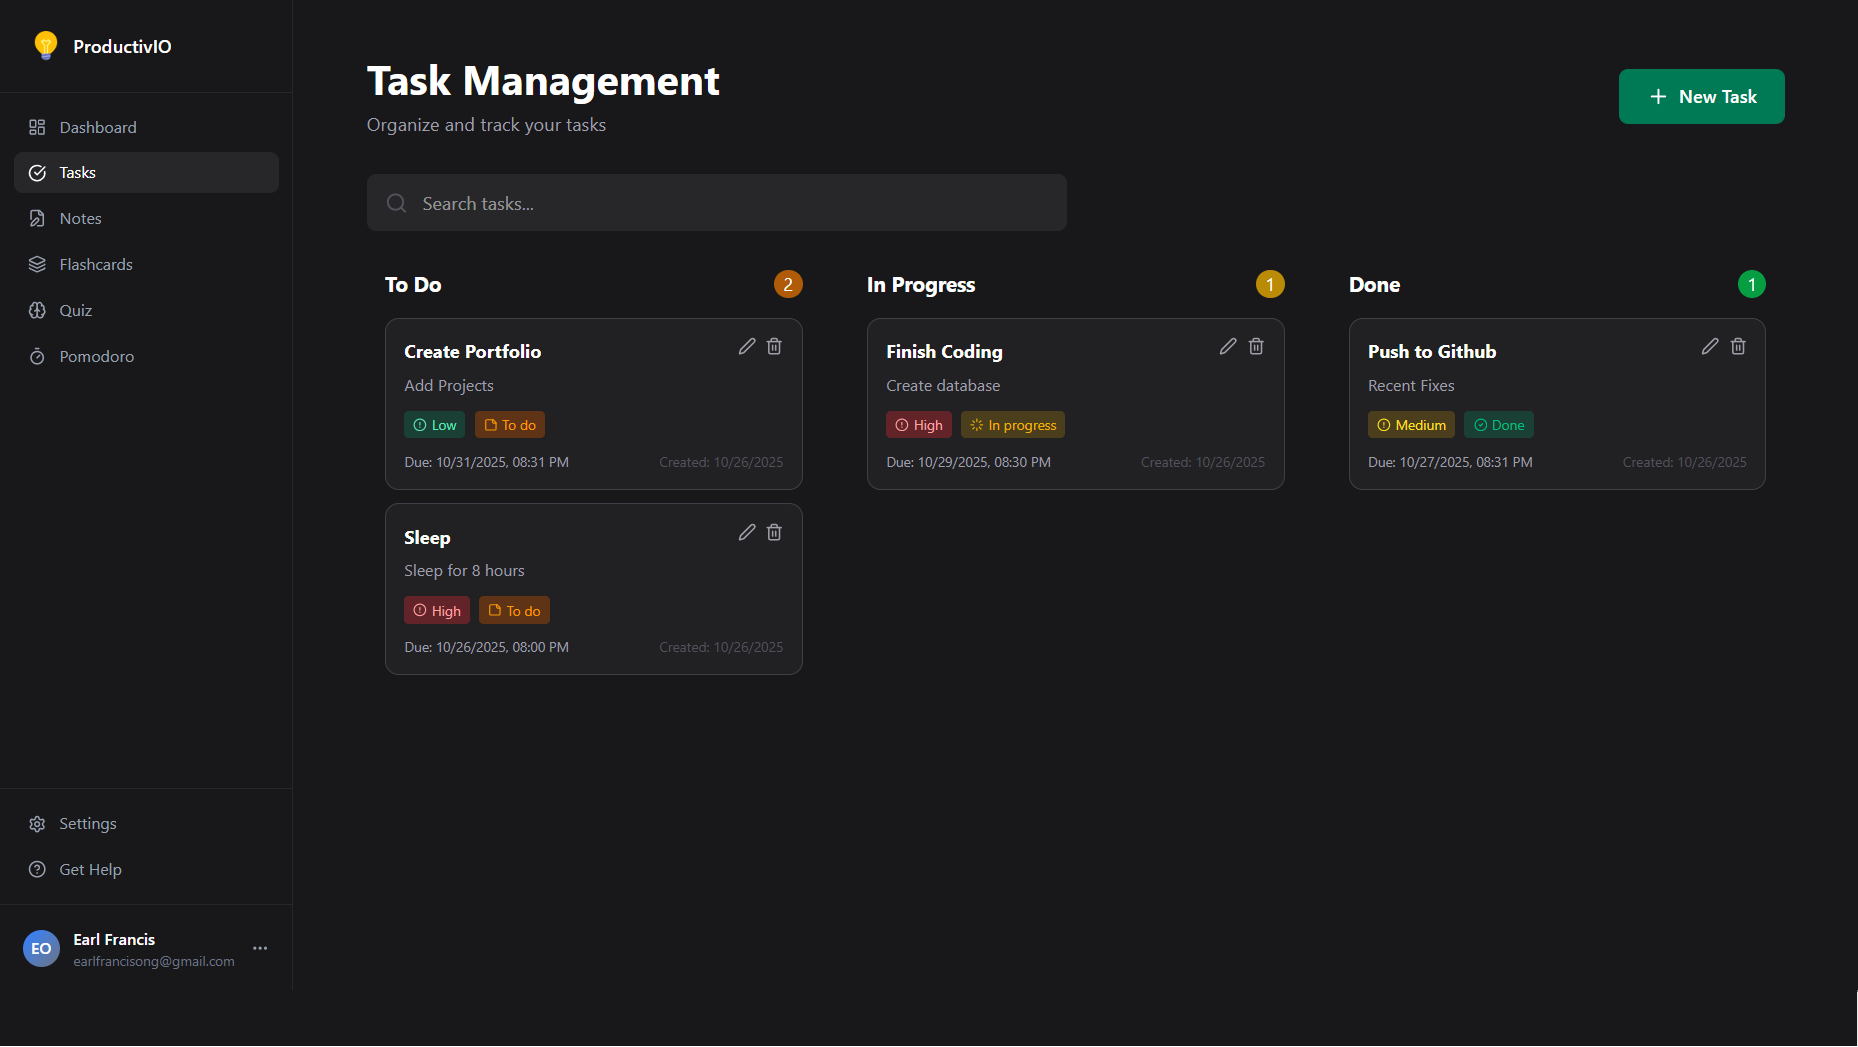 ProductivIO
Dashboard
Tasks
Notes
Flashcards
Quiz
Pomodoro
Settings
Get Help
EO
Earl Francis
earlfrancisong@gmail.com
Task Management
Organize and track your tasks
New Task
Search tasks...
To Do 2
Create Portfolio
Add Projects
Low To do
Due: 10/31/2025, 08:31 PM Created: 10/26/2025
Sleep
Sleep for 8 hours
High To do
Due: 10/26/2025, 08:00 PM Created: 10/26/2025
In Progress 1
Finish Coding
Create database
High In progress
Due: 10/29/2025, 08:30 PM Created: 10/26/2025
Done 1
Push to Github
Recent Fixes
Medium Done
Due: 10/27/2025, 08:31 PM Created: 10/26/2025